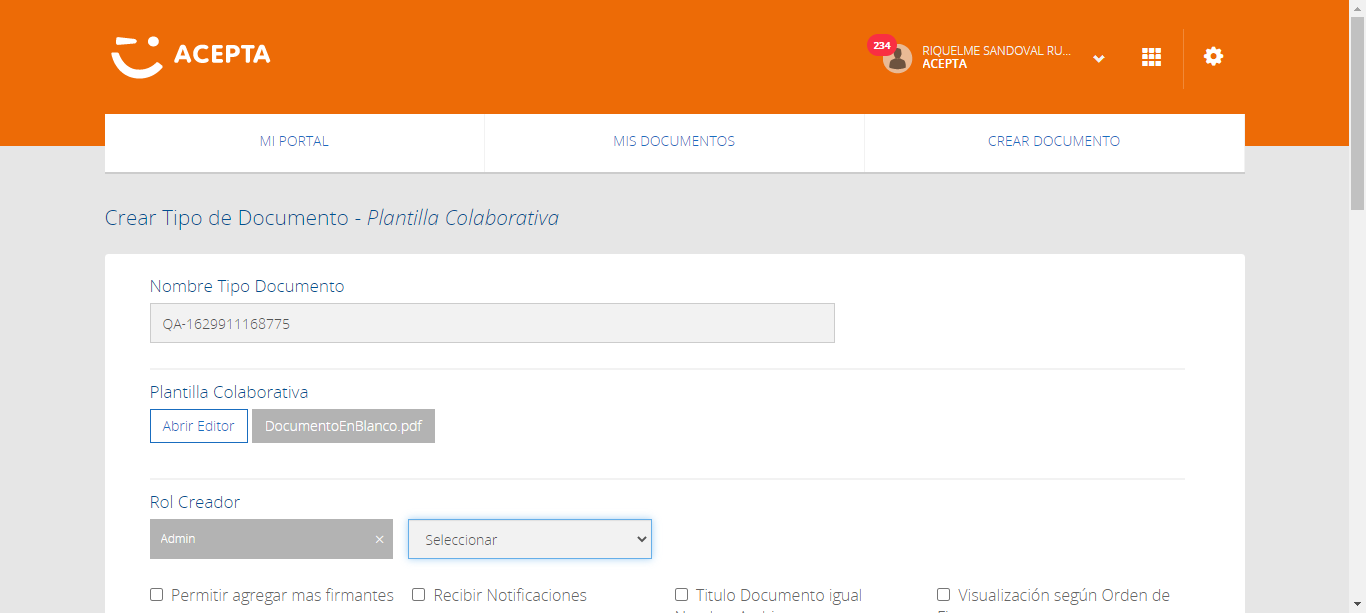 ACEPTA
234
RIQUELME SANDOVAL RU...
ACEPTA
MI PORTAL
MIS DOCUMENTOS
CREAR DOCUMENTO
Crear Tipo de Documento - Plantilla Colaborativa
Nombre Tipo Documento
QA-1629911168775
Plantilla Colaborativa
Abrir Editor
DocumentoEnBlanco.pdf
Rol Creador
Admin ×
Seleccionar
Permitir agregar mas firmantes
Recibir Notificaciones
Titulo Documento igual
Visualización según Orden de